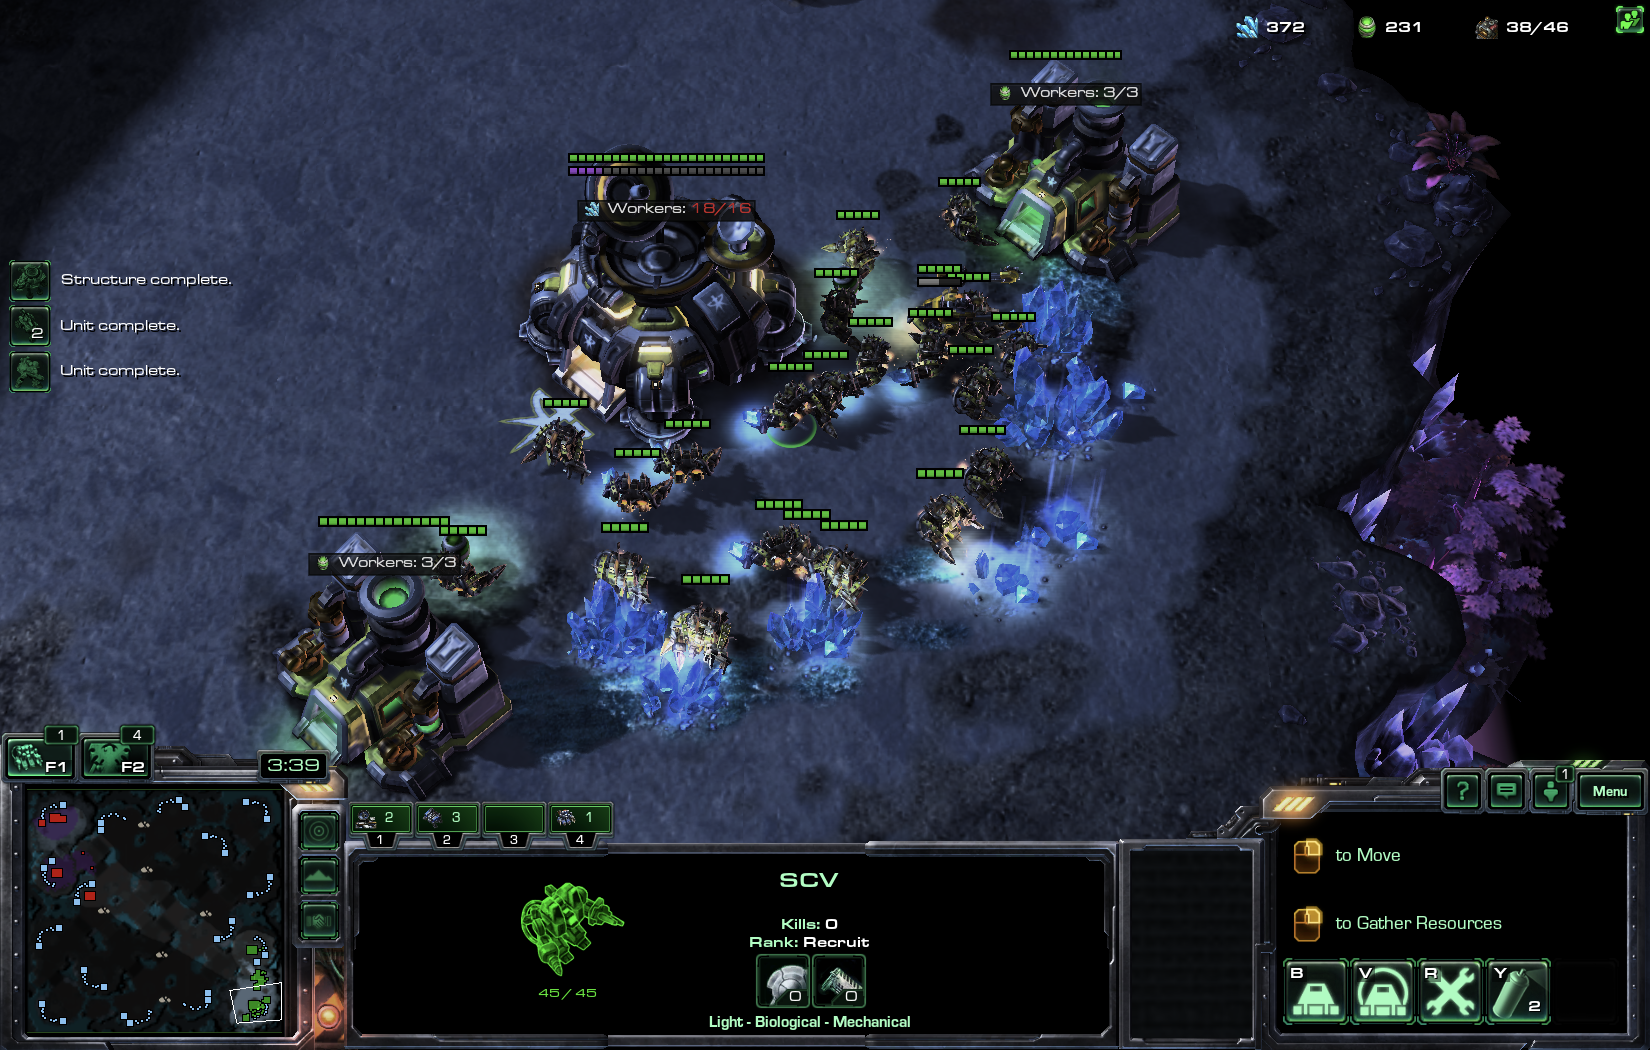 372 231 38/46
Workers: 3/3
Workers: 18/16
Structure complete.
2 Unit complete.
Unit complete.
Workers: 3/3
1 4
F1 F2
3:39
2 3 1
1 2 3 4
SCV
Kills: 0
Rank: Recruit
0 0
45/45
Light - Biological - Mechanical
? 1 Menu
to Move
to Gather Resources
B V R Y
2